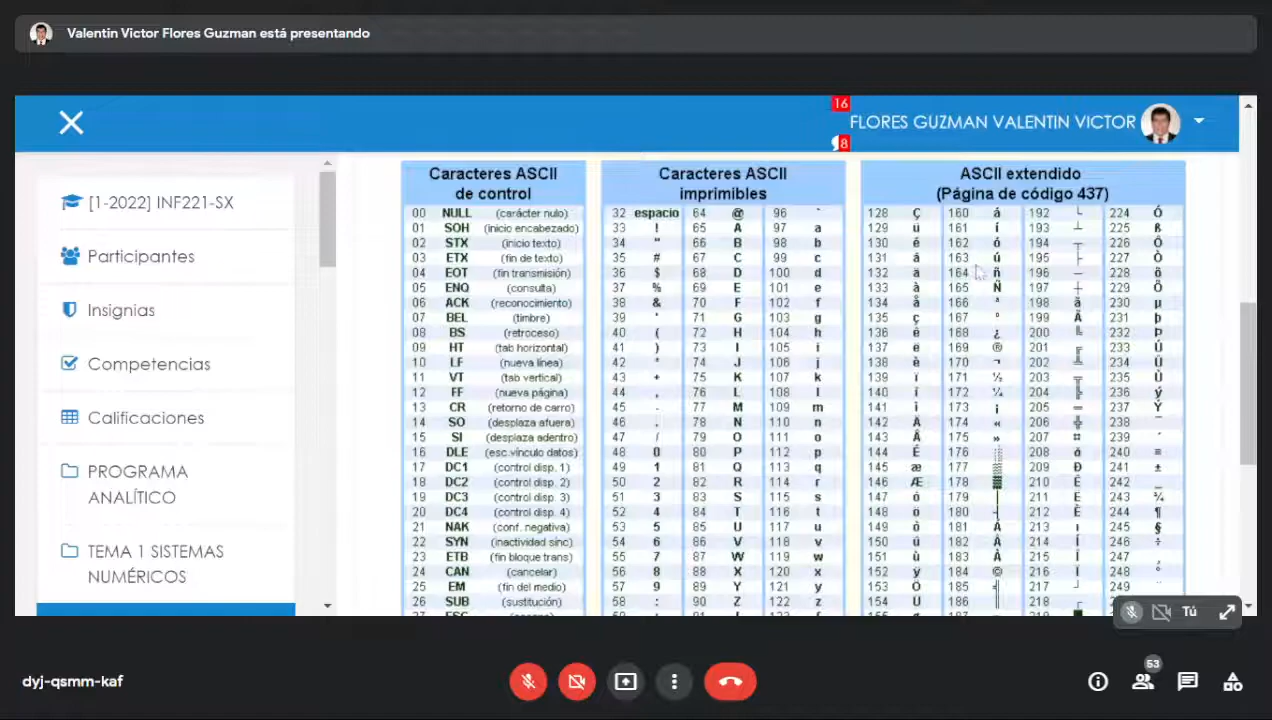 Valentin Victor Flores Guzman está presentando
16
FLORES GUZMAN VALENTIN VICTOR
8
[1-2022] INF221-SX
Participantes
Insignias
Competencias
Calificaciones
PROGRAMA
ANALÍTICO
TEMA 1 SISTEMAS
NUMÉRICOS
Caracteres ASCII
de control
Caracteres ASCII
imprimibles
ASCII extendido
(Página de código 437)
00 NULL (carácter nulo) 32 espacio 64 @ 96 ` 128 Ç 160 á 192 └ 224 Ó
01 SOH (inicio encabezado) 33 ! 65 A 97 a 129 ü 161 í 193 ┴ 225 ß
02 STX (inicio texto) 34 " 66 B 98 b 130 é 162 ó 194 ┬ 226 Ô
03 ETX (fin de texto) 35 # 67 C 99 c 131 â 163 ú 195 ├ 227 Ò
04 EOT (fin transmisión) 36 $ 68 D 100 d 132 ä 164 ñ 196 ─ 228 õ
05 ENQ (consulta) 37 % 69 E 101 e 133 à 165 Ñ 197 ┼ 229 Õ
06 ACK (reconocimiento) 38 & 70 F 102 f 134 å 166 ª 198 ã 230 µ
07 BEL (timbre) 39 ' 71 G 103 g 135 ç 167 º 199 Ã 231 þ
08 BS (retroceso) 40 ( 72 H 104 h 136 ê 168 ¿ 200 ╚ 232 Þ
09 HT (tab horizontal) 41 ) 73 I 105 i 137 ë 169 ® 201 ╔ 233 Ú
10 LF (nueva línea) 42 * 74 J 106 j 138 è 170 ¬ 202 ╩ 234 Û
11 VT (tab vertical) 43 + 75 K 107 k 139 ï 171 ½ 203 ╦ 235 Ù
12 FF (nueva página) 44 , 76 L 108 l 140 î 172 ¼ 204 ╠ 236 ý
13 CR (retorno de carro) 45 - 77 M 109 m 141 ì 173 ¡ 205 ═ 237 Ý
14 SO (desplaza afuera) 46 . 78 N 110 n 142 Ä 174 « 206 ╬ 238 ¯
15 SI (desplaza adentro) 47 / 79 O 111 o 143 Å 175 » 207 ¤ 239 ´
16 DLE (esc.vínculo datos) 48 0 80 P 112 p 144 É 176 ░ 208 ð 240 ≡
17 DC1 (control disp. 1) 49 1 81 Q 113 q 145 æ 177 ▒ 209 Ð 241 ±
18 DC2 (control disp. 2) 50 2 82 R 114 r 146 Æ 178 ▓ 210 Ê 242 ‗
19 DC3 (control disp. 3) 51 3 83 S 115 s 147 ô 179 │ 211 Ë 243 ¾
20 DC4 (control disp. 4) 52 4 84 T 116 t 148 ö 180 ┤ 212 È 244 ¶
21 NAK (conf. negativa) 53 5 85 U 117 u 149 ò 181 Á 213 ı 245 §
22 SYN (inactividad sínc) 54 6 86 V 118 v 150 û 182 Â 214 Í 246 ÷
23 ETB (fin bloque trans) 55 7 87 W 119 w 151 ù 183 À 215 Î 247 ¸
24 CAN (cancelar) 56 8 88 X 120 x 152 ÿ 184 © 216 Ï 248 °
25 EM (fin del medio) 57 9 89 Y 121 y 153 Ö 185 ╣ 217 ┘ 249 ¨
26 SUB (sustitución) 58 : 90 Z 122 z 154 Ü 186 ║ 218 ┌
Tú
dyj-qsmm-kaf
53